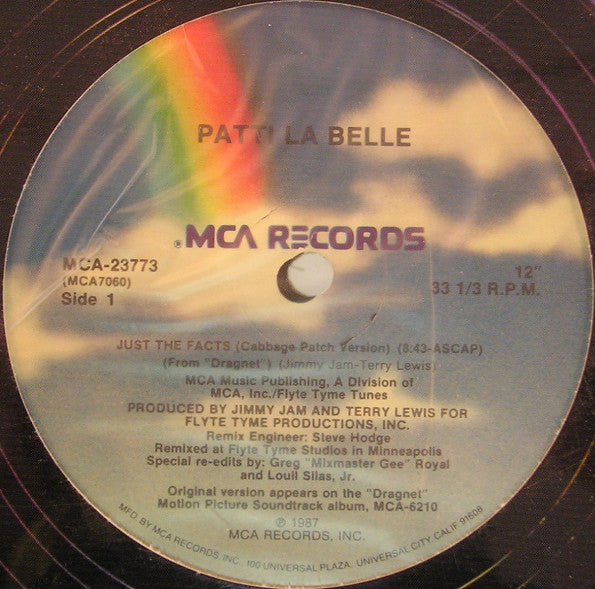 PATTI LA BELLE
MCA RECORDS
MCA-23773
(MCA7060)
Side 1
12"
33 1/3 R.P.M.
JUST THE FACTS (Cabbage Patch Version) (8:43-ASCAP)
(From "Dragnet") (Jimmy Jam-Terry Lewis)
MCA Music Publishing, A Division of
MCA, Inc./Flyte Tyme Tunes
PRODUCED BY JIMMY JAM AND TERRY LEWIS FOR
FLYTE TYME PRODUCTIONS, INC.
Remix Engineer: Steve Hodge
Remixed at Flyte Tyme Studios in Minneapolis
Special re-edits by: Greg "Mixmaster Gee" Royal
and Louil Silas, Jr.
Original version appears on the "Dragnet"
Motion Picture Soundtrack album, MCA-6210
℗ 1987
MCA RECORDS, INC.
MFD BY MCA RECORDS, INC., 100 UNIVERSAL PLAZA, UNIVERSAL CITY, CALIF 91608